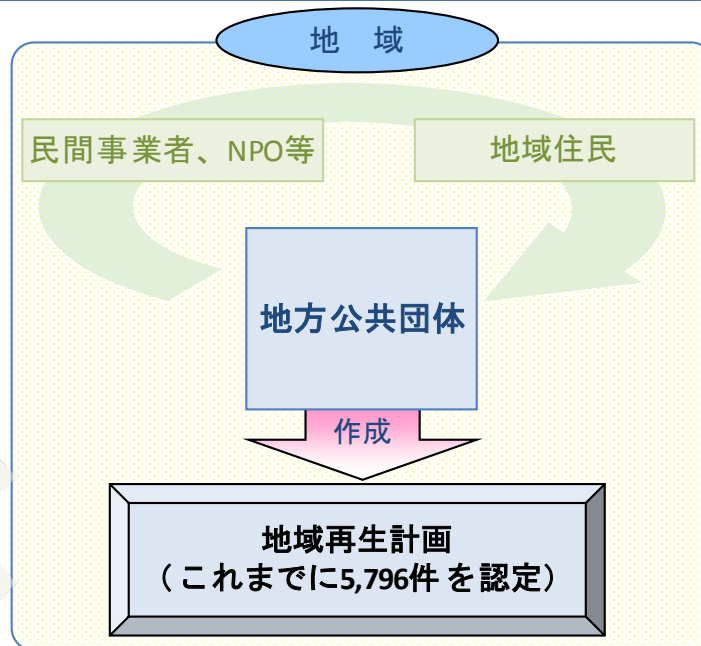 地　域
民間事業者、NPO等
地域住民
地方公共団体
作成
地域再生計画
（これまでに5,796件を認定）